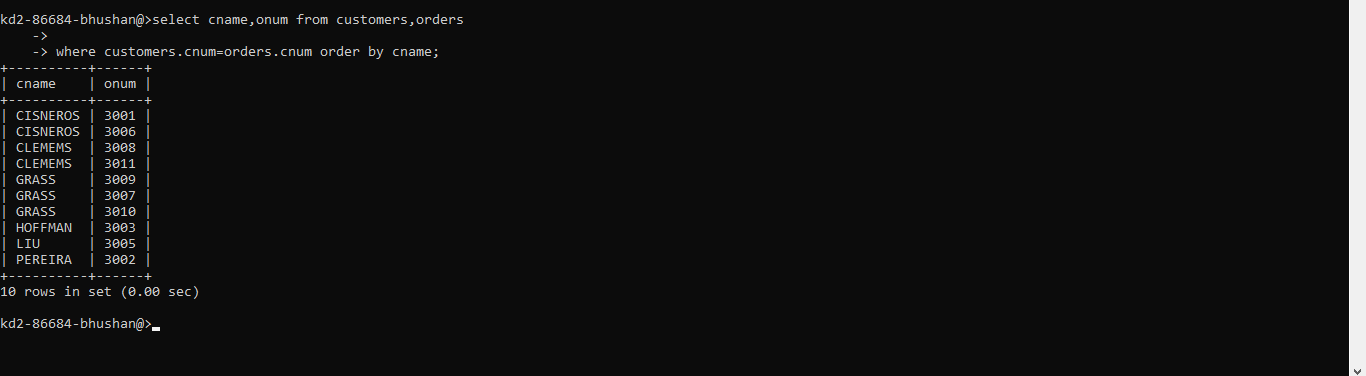 kd2-86684-bhushan@>select cname,onum from customers,orders
    ->
    -> where customers.cnum=orders.cnum order by cname;
+----------+------+
| cname    | onum |
+----------+------+
| CISNEROS | 3001 |
| CISNEROS | 3006 |
| CLEMEMS  | 3008 |
| CLEMEMS  | 3011 |
| GRASS    | 3009 |
| GRASS    | 3007 |
| GRASS    | 3010 |
| HOFFMAN  | 3003 |
| LIU      | 3005 |
| PEREIRA  | 3002 |
+----------+------+
10 rows in set (0.00 sec)

kd2-86684-bhushan@>